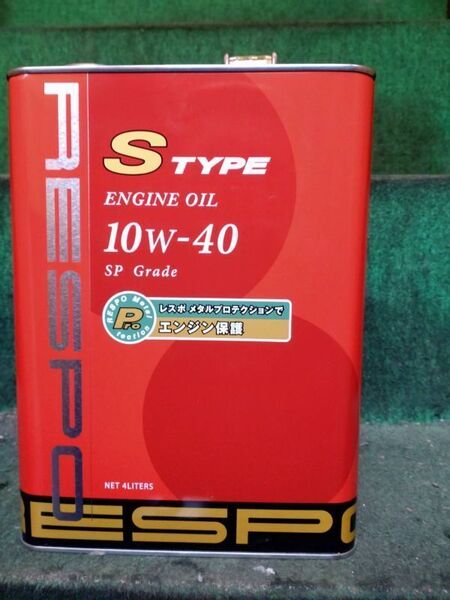 RESPO
S TYPE
ENGINE OIL
10W-40
SP Grade
RESPO Metal
P.
tection
レスポ メタルプロテクションで
エンジン保護
NET 4LITERS
RESPO